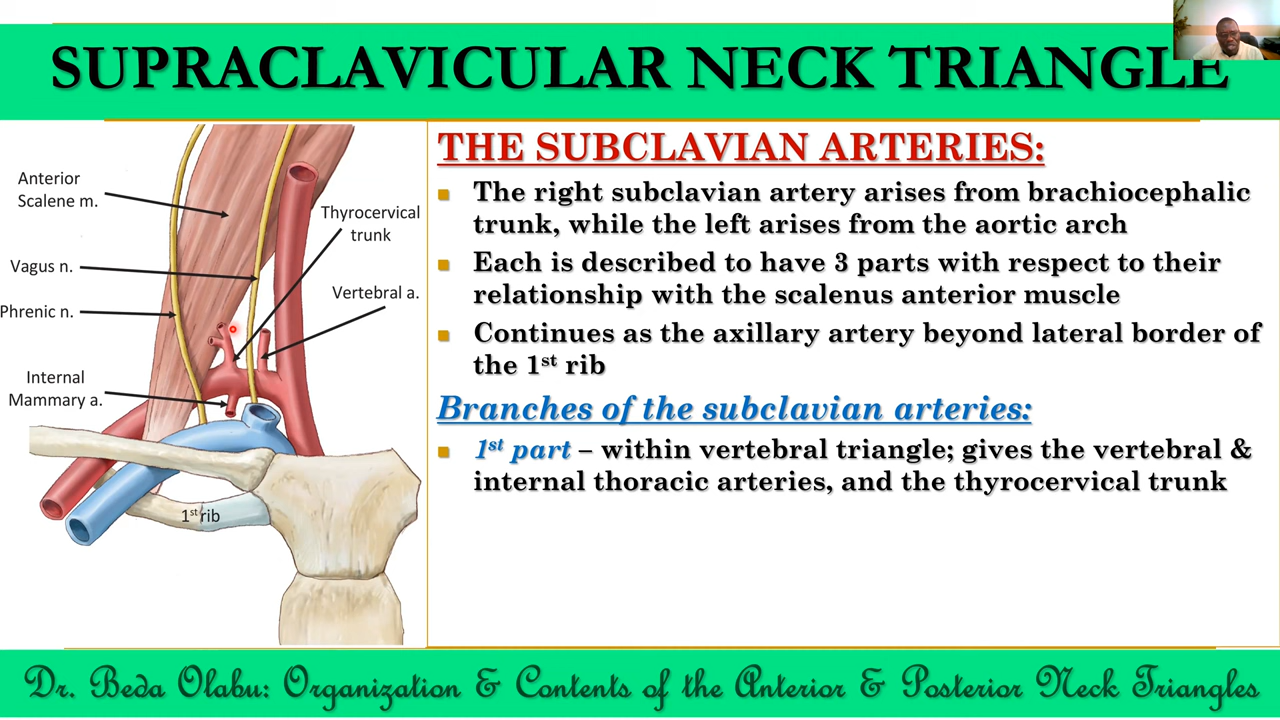 SUPRACLAVICULAR NECK TRIANGLE
Anterior
Scalene m.
Thyrocervical
trunk
Vagus n.
Vertebral a.
Phrenic n.
Internal
Mammary a.
1st rib
THE SUBCLAVIAN ARTERIES:
The right subclavian artery arises from brachiocephalic
trunk, while the left arises from the aortic arch
Each is described to have 3 parts with respect to their
relationship with the scalenus anterior muscle
Continues as the axillary artery beyond lateral border of
the 1st rib
Branches of the subclavian arteries:
1st part – within vertebral triangle; gives the vertebral &
internal thoracic arteries, and the thyrocervical trunk
Dr. Beda Olabu: Organization & Contents of the Anterior & Posterior Neck Triangles